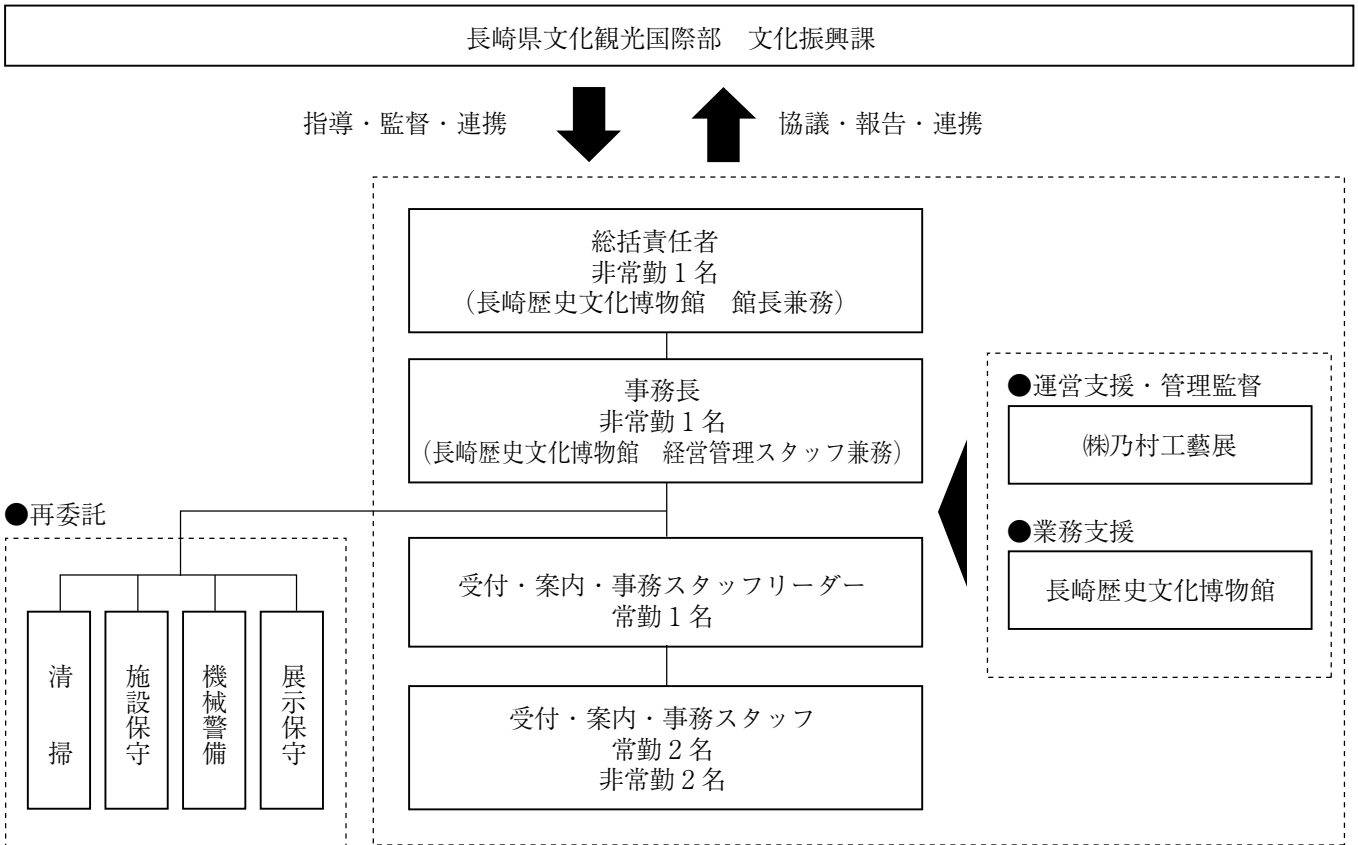 長崎県文化観光国際部　文化振興課
指導・監督・連携
協議・報告・連携
総括責任者
非常勤１名
（長崎歴史文化博物館　館長兼務）
事務長
非常勤１名
（長崎歴史文化博物館　経営管理スタッフ兼務）
●運営支援・管理監督
㈱乃村工藝展
●業務支援
長崎歴史文化博物館
●再委託
清掃
施設保守
機械警備
展示保守
受付・案内・事務スタッフリーダー
常勤１名
受付・案内・事務スタッフ
常勤２名
非常勤２名